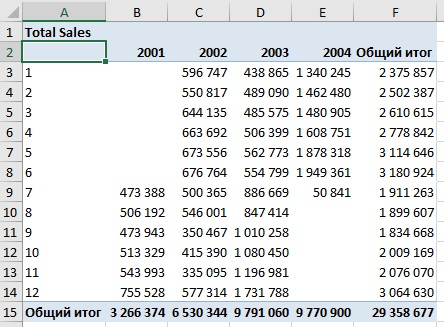 A B C D E F
1 Total Sales
2 2001 2002 2003 2004 Общий итог
3 1 596 747 438 865 1 340 245 2 375 857
4 2 550 817 489 090 1 462 480 2 502 387
5 3 644 135 485 575 1 480 905 2 610 615
6 4 663 692 506 399 1 608 751 2 778 842
7 5 673 556 562 773 1 878 318 3 114 646
8 6 676 764 554 799 1 949 361 3 180 924
9 7 473 388 500 365 886 669 50 841 1 911 263
10 8 506 192 546 001 847 414 1 899 607
11 9 473 943 350 467 1 010 258 1 834 668
12 10 513 329 415 390 1 080 450 2 009 169
13 11 543 993 335 095 1 196 981 2 076 070
14 12 755 528 577 314 1 731 788 3 064 630
15 Общий итог 3 266 374 6 530 344 9 791 060 9 770 900 29 358 677